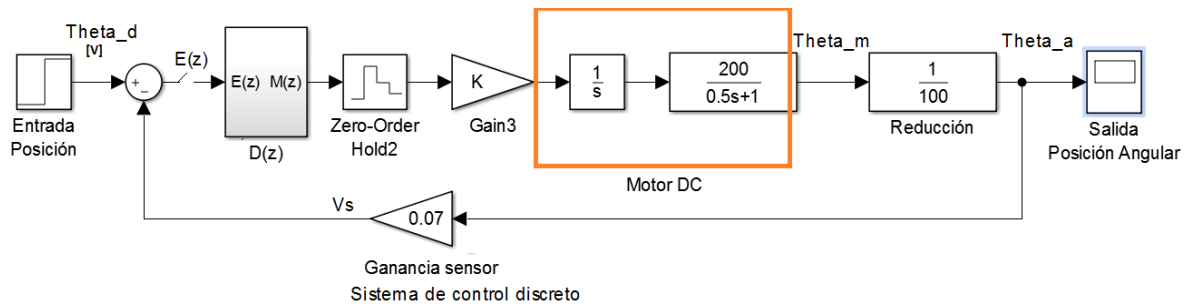 Theta_d
[V]
E(z)
E(z) M(z)
K
1
s
200
0.5s+1
Theta_m
1
100
Theta_a
Entrada
Posición
D(z)
Zero-Order
Hold2
Gain3
Motor DC
Reducción
Salida
Posición Angular
Vs
0.07
Ganancia sensor
Sistema de control discreto